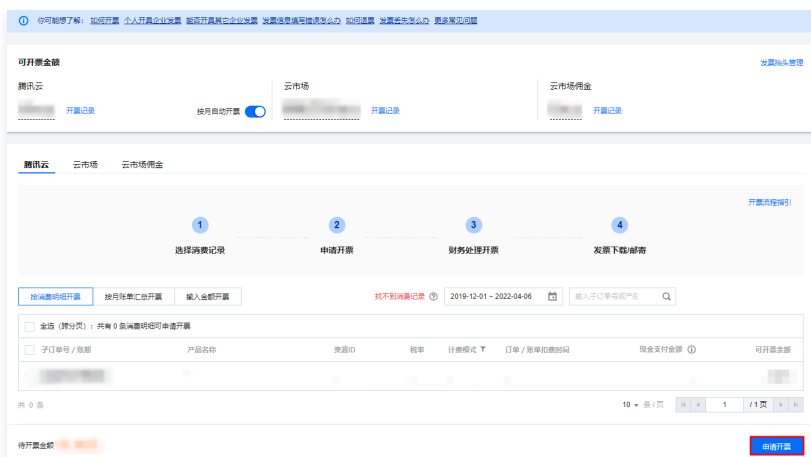 你可能想了解： 如何开票 个人开具企业发票 能否开具其它企业发票 发票信息填写错误怎么办 如何退票 发票丢失怎么办 更多常见问题
可开票金额 发票抬头管理
腾讯云 云市场 云市场佣金
开票记录 按月自动开票 开票记录 开票记录
腾讯云 云市场 云市场佣金
开票流程指引
1 2 3 4
选择消费记录 申请开票 财务处理开票 发票下载/邮寄
按消费明细开票 按月账单汇总开票 输入金额开票 找不到消费记录 2019-12-01 ~ 2022-04-06 输入子订单号或产品
全选（跨分页）：共有 0 条消费明细可申请开票
子订单号 / 账期 产品名称 资源ID 税率 计费模式 订单 / 账单扣费时间 现金支付金额 可开票金额
共 0 条 10 条 / 页 1 / 1 页
待开票金额 申请开票